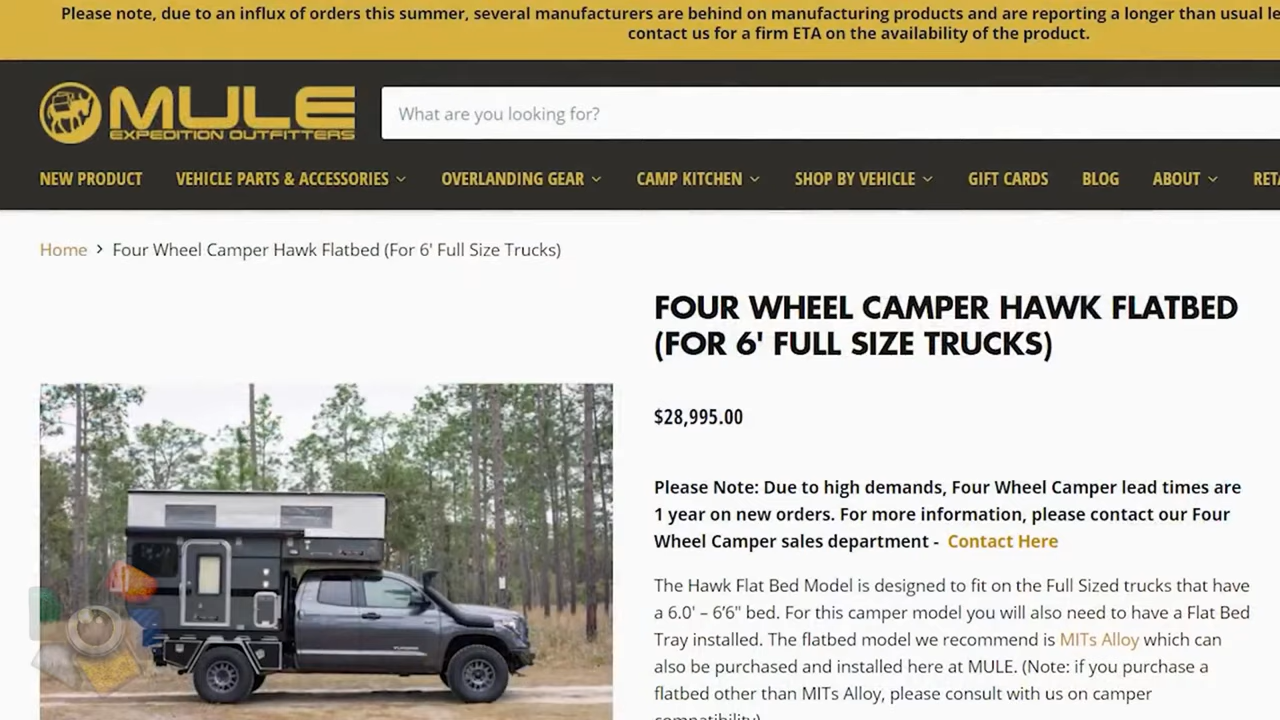 Please note, due to an influx of orders this summer, several manufacturers are behind on manufacturing products and are reporting a longer than usual le
contact us for a firm ETA on the availability of the product.
MULE
EXPEDITION OUTFITTERS
What are you looking for?
NEW PRODUCT VEHICLE PARTS & ACCESSORIES OVERLANDING GEAR CAMP KITCHEN SHOP BY VEHICLE GIFT CARDS BLOG ABOUT RETA
Home > Four Wheel Camper Hawk Flatbed (For 6' Full Size Trucks)
FOUR WHEEL CAMPER HAWK FLATBED
(FOR 6' FULL SIZE TRUCKS)
$28,995.00
Please Note: Due to high demands, Four Wheel Camper lead times are
1 year on new orders. For more information, please contact our Four
Wheel Camper sales department - Contact Here
The Hawk Flat Bed Model is designed to fit on the Full Sized trucks that have
a 6.0' – 6'6" bed. For this camper model you will also need to have a Flat Bed
Tray installed. The flatbed model we recommend is MITs Alloy which can
also be purchased and installed here at MULE. (Note: if you purchase a
flatbed other than MITs Alloy, please consult with us on camper
compatibility)